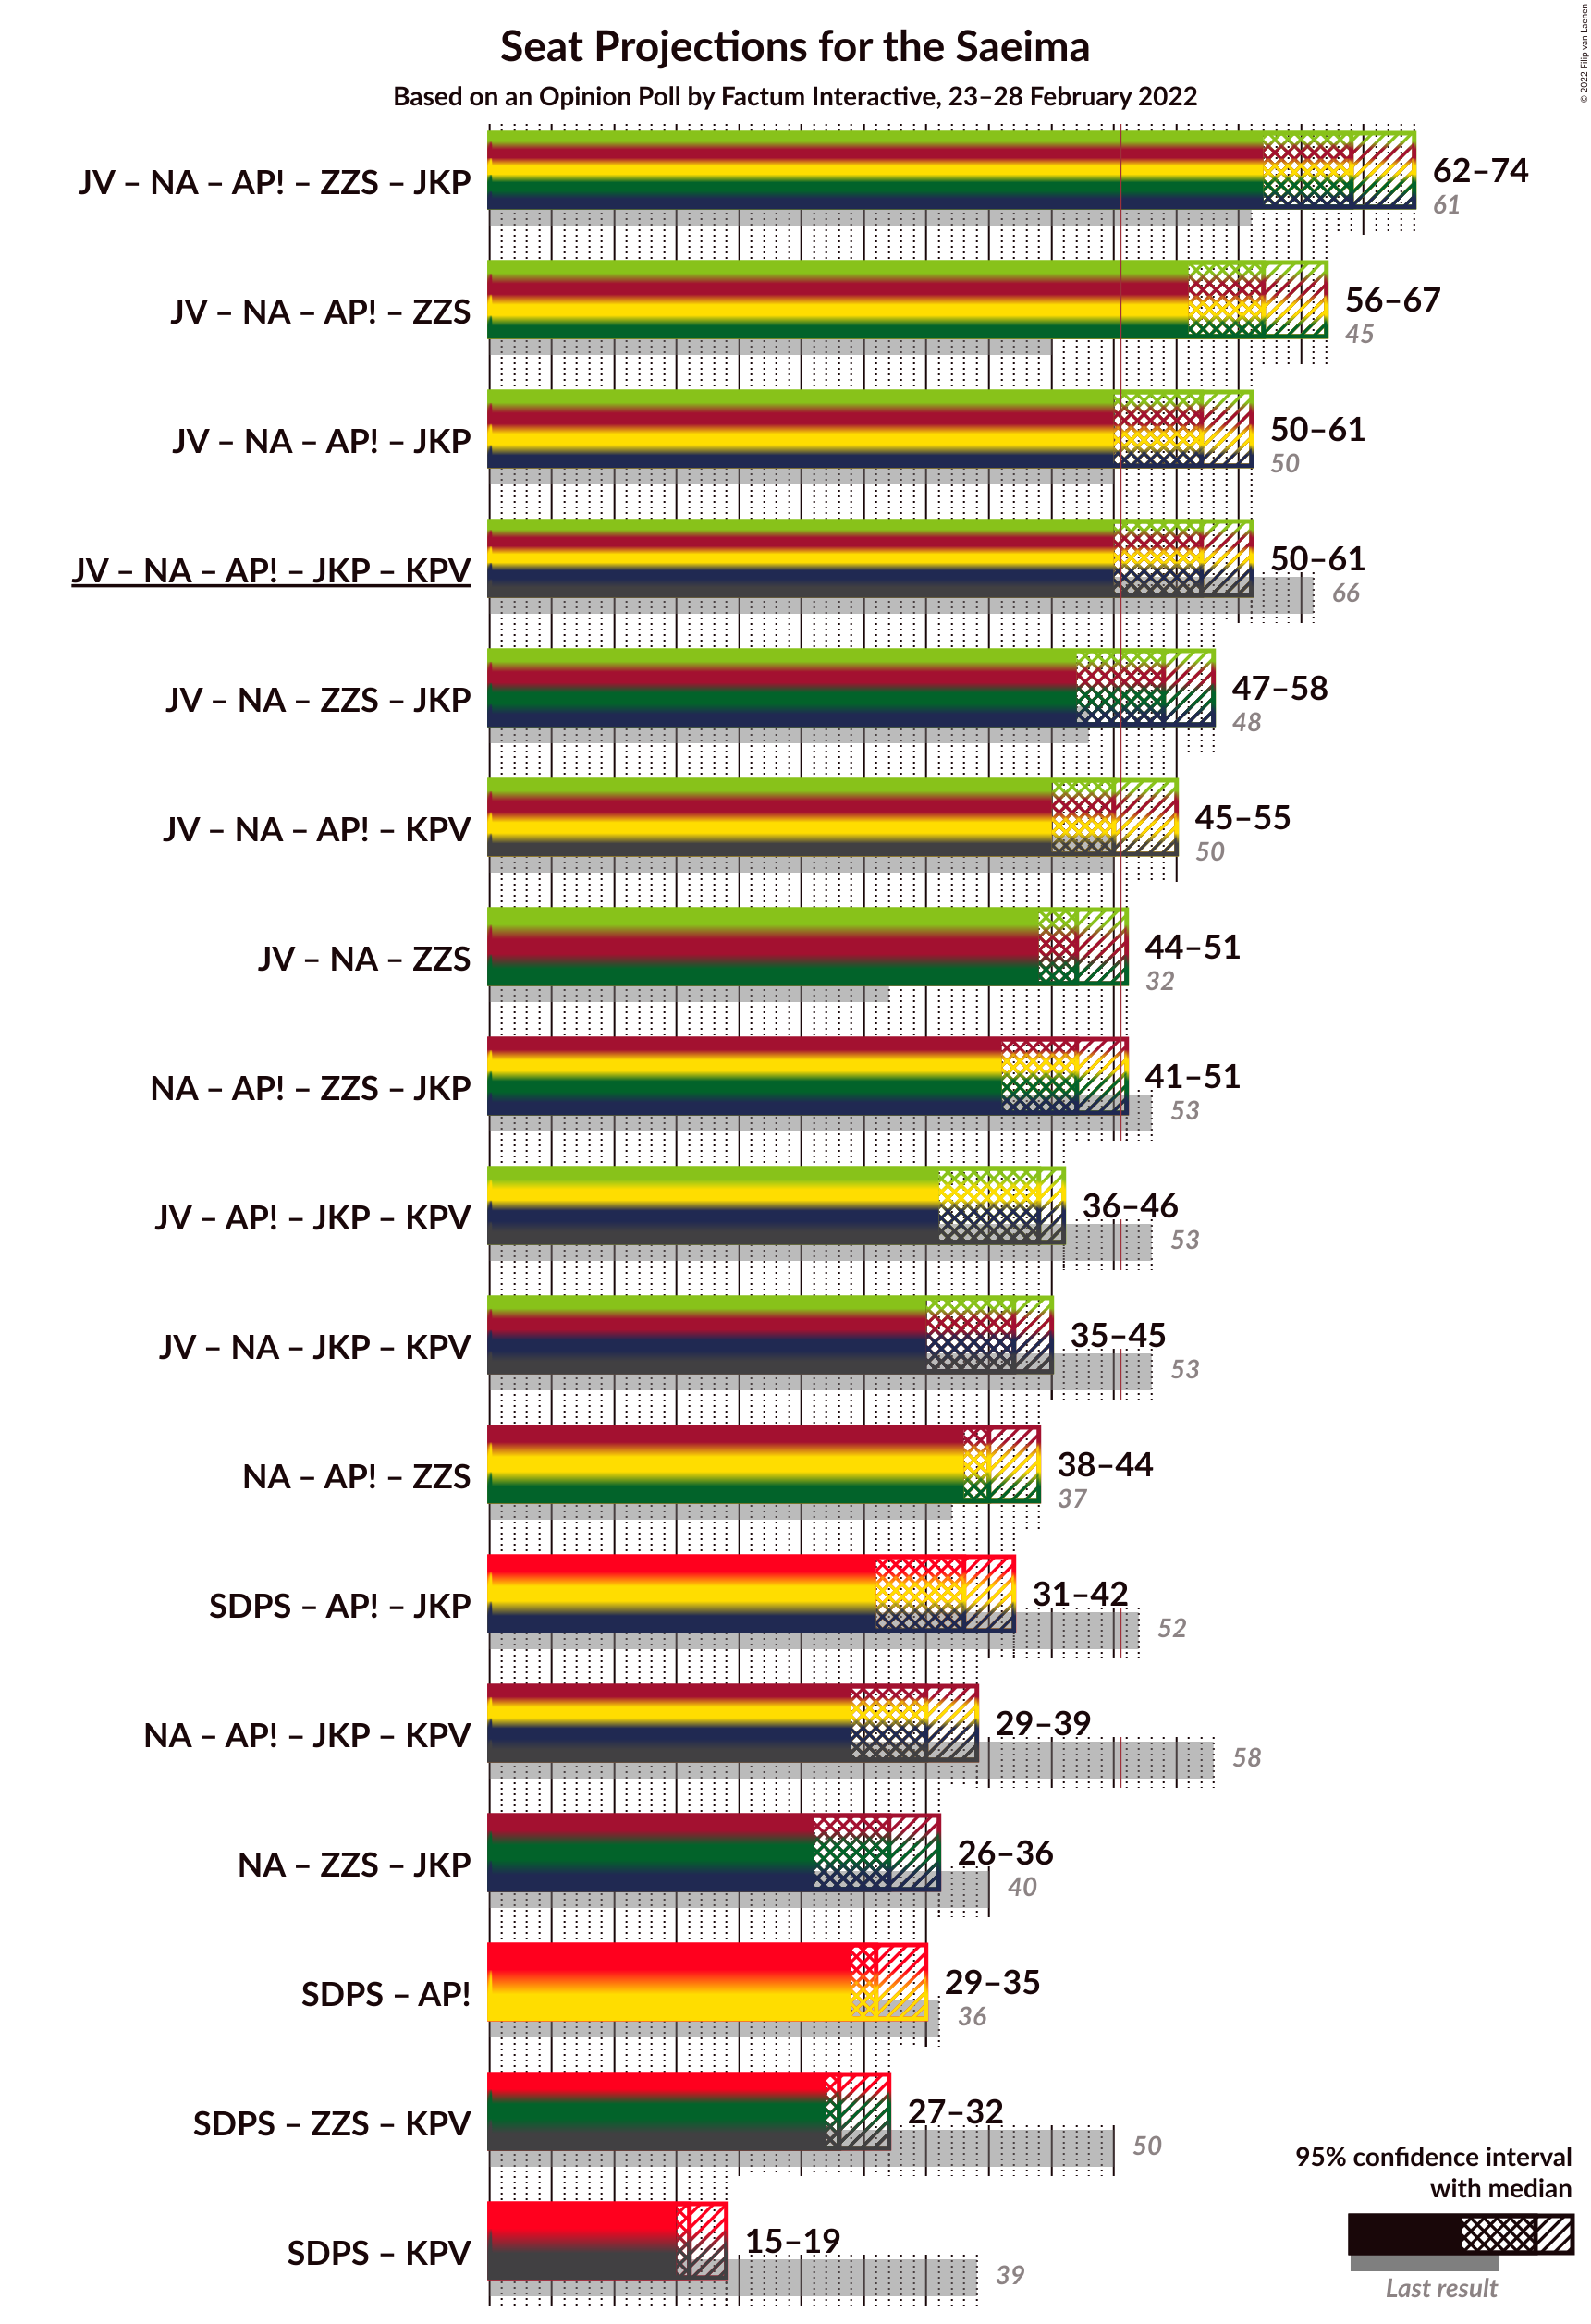 Seat Projections for the Saeima
Based on an Opinion Poll by Factum Interactive, 23–28 February 2022
© 2022 Filip van Laenen
JV – NA – AP! – ZZS – JKP
62–74
61
JV – NA – AP! – ZZS
56–67
45
JV – NA – AP! – JKP
50–61
50
JV – NA – AP! – JKP – KPV
50–61
66
JV – NA – ZZS – JKP
47–58
48
JV – NA – AP! – KPV
45–55
50
JV – NA – ZZS
44–51
32
NA – AP! – ZZS – JKP
41–51
53
JV – AP! – JKP – KPV
36–46
53
JV – NA – JKP – KPV
35–45
53
NA – AP! – ZZS
38–44
37
SDPS – AP! – JKP
31–42
52
NA – AP! – JKP – KPV
29–39
58
NA – ZZS – JKP
26–36
40
SDPS – AP!
29–35
36
SDPS – ZZS – KPV
27–32
50
SDPS – KPV
15–19
39
95% confidence interval
with median
Last result